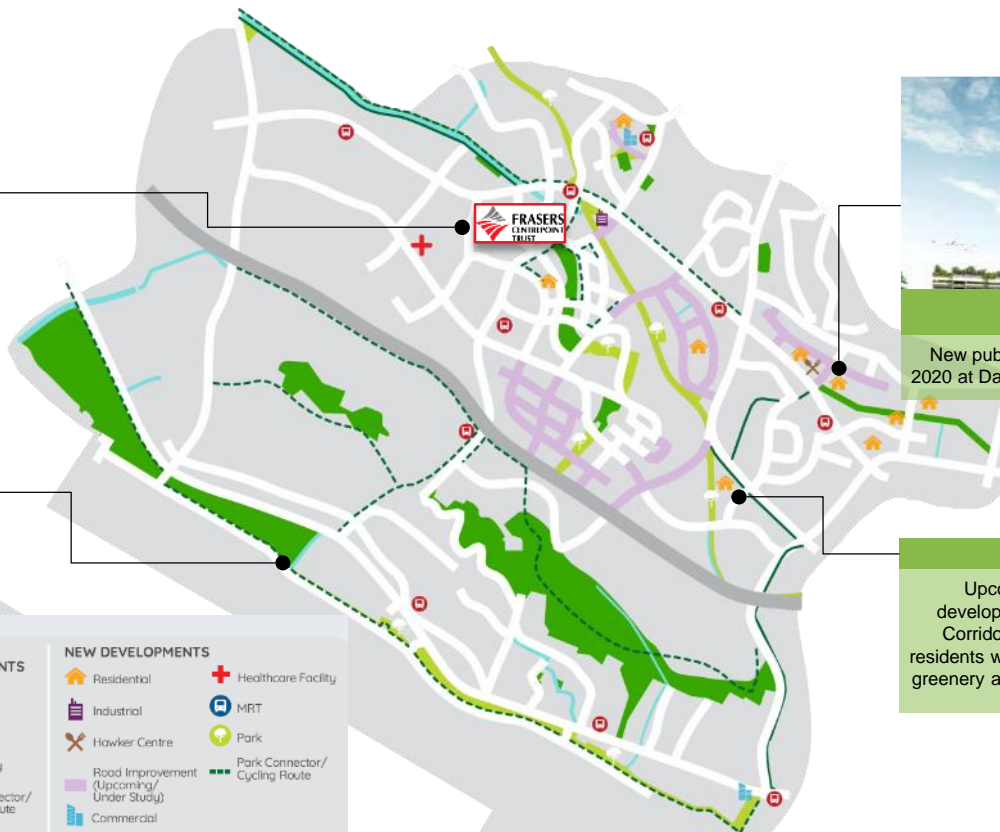 FRASERS
CENTREPOINT
TRUST
New pub
2020 at Da
Upco
develop
Corrido
residents w
greenery a
NTS
y
ector/
ute
NEW DEVELOPMENTS
Residential
Industrial
Hawker Centre
Road Improvement
(Upcoming/
Under Study)
Commercial
Healthcare Facility
MRT
Park
Park Connector/
Cycling Route